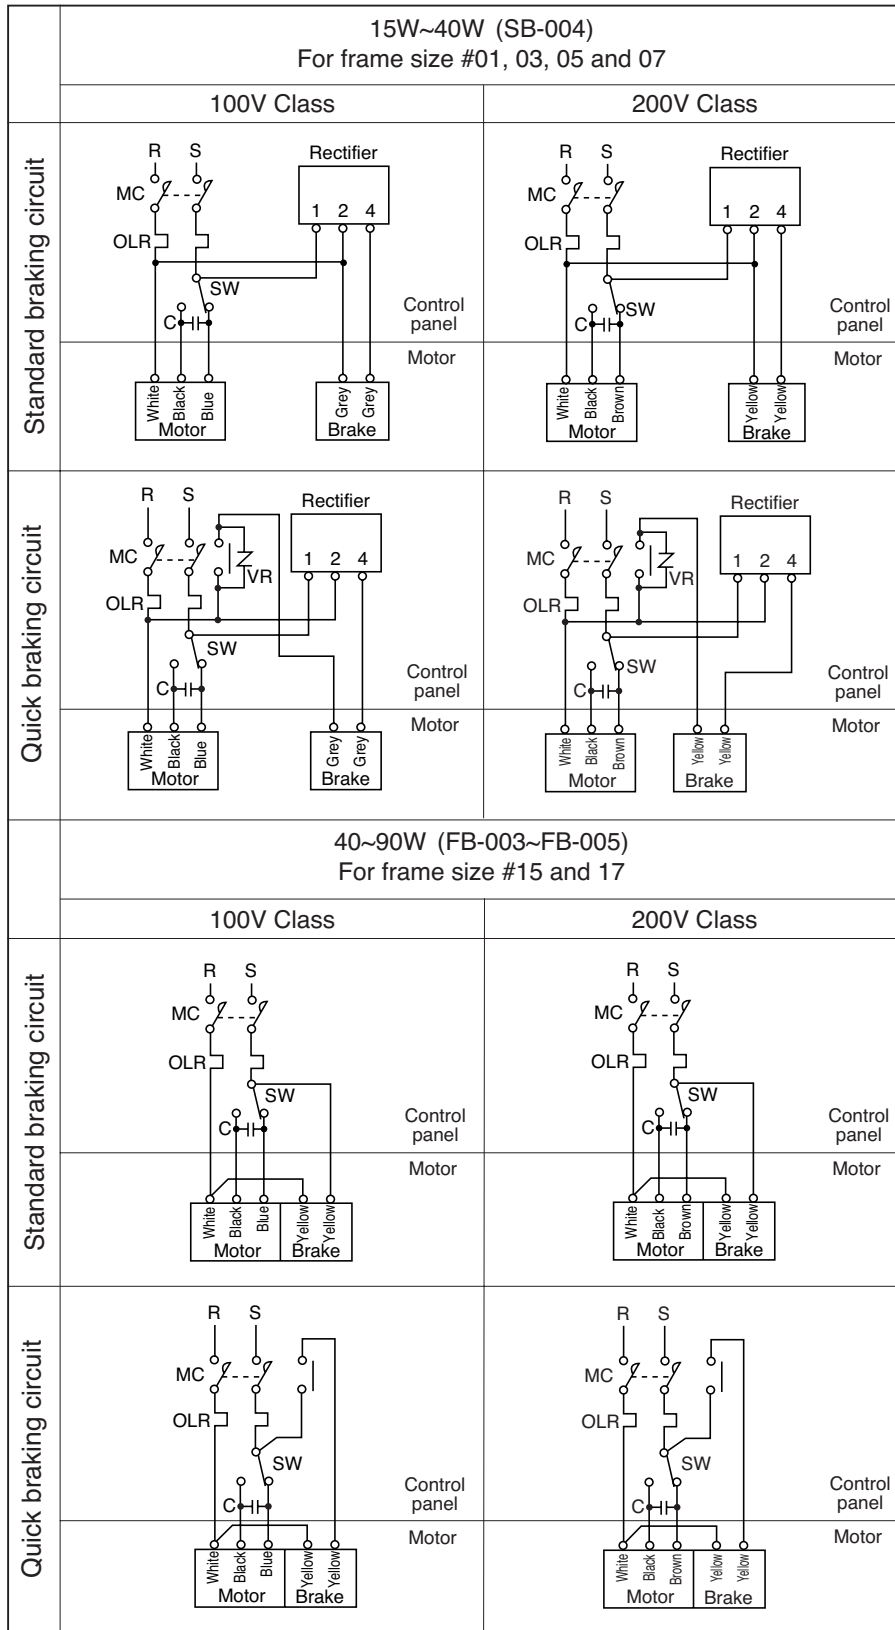 15W~40W (SB-004)
For frame size #01, 03, 05 and 07
100V Class
200V Class
Standard braking circuit
R S
Rectifier
MC
1 2 4
OLR
SW
C
Control
panel
Motor
White
Black
Blue
Motor
Grey
Grey
Brake
R S
Rectifier
MC
1 2 4
OLR
SW
C
Control
panel
Motor
White
Black
Brown
Motor
Yellow
Yellow
Brake
Quick braking circuit
R S
Rectifier
MC
VR
1 2 4
OLR
SW
C
Control
panel
Motor
White
Black
Blue
Motor
Grey
Grey
Brake
R S
Rectifier
MC
VR
1 2 4
OLR
SW
C
Control
panel
Motor
White
Black
Brown
Motor
Yellow
Yellow
Brake
40~90W (FB-003~FB-005)
For frame size #15 and 17
100V Class
200V Class
Standard braking circuit
R S
MC
OLR
SW
C
Control
panel
Motor
White
Black
Blue
Motor
Yellow
Yellow
Brake
R S
MC
OLR
SW
C
Control
panel
Motor
White
Black
Brown
Motor
Yellow
Yellow
Brake
Quick braking circuit
R S
MC
OLR
SW
C
Control
panel
Motor
White
Black
Blue
Motor
Yellow
Yellow
Brake
R S
MC
OLR
SW
C
Control
panel
Motor
White
Black
Brown
Motor
Yellow
Yellow
Brake